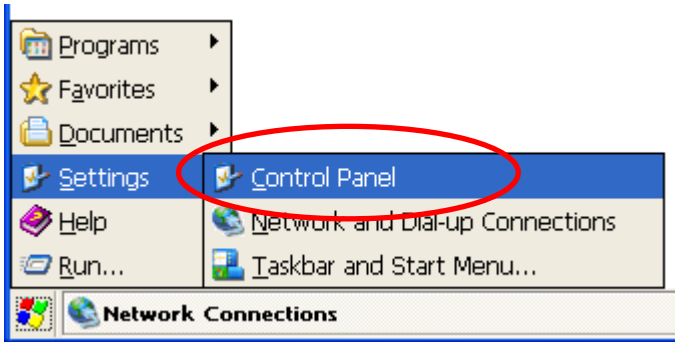 Programs
Favorites
Documents
Settings
Control Panel
Help
Network and Dial-up Connections
Run...
Taskbar and Start Menu...
Network Connections